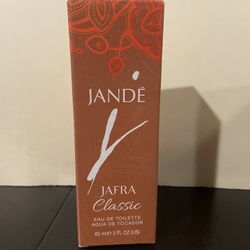 JANDÉ
JAFRA
Classic
EAU DE TOILETTE
AGUA DE TOCADOR
60 ml ℮ 2 FL OZ (US)